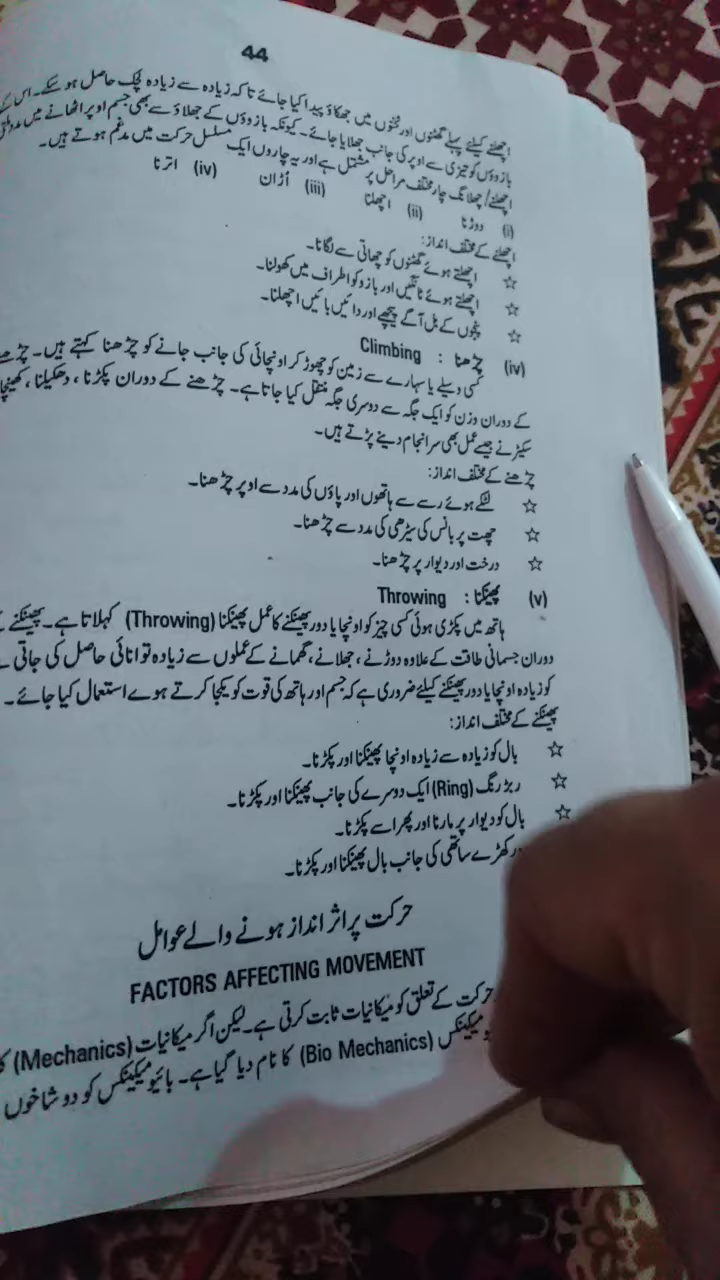 44
اچھلنے کیلئے پہلے گھٹنوں اور ٹخنوں میں جھکاؤ پیدا کیا جائے تاکہ زیادہ سے زیادہ لچک حاصل ہو سکے۔ اس کے
بازوؤں کو تیزی سے اوپر کی جانب جھلایا جائے۔ کیونکہ بازوؤں کے جھلاؤ سے بھی جسم اوپر اٹھانے میں مدد ملتی
اچھلنے/چھلانگ چار مختلف مراحل پر مشتمل ہے اور یہ چاروں ایک مسلسل حرکت میں مدغم ہوتے ہیں۔
(i) دوڑنا (ii) اچھلنا (iii) اُڑان (iv) اترنا
اچھلنے کے مختلف انداز:
☆ اچھلتے ہوئے گھٹنوں کو چھاتی سے لگانا۔
☆ اچھلتے ہوئے ٹانگیں اور بازو کو اطراف میں کھولنا۔
☆ پنجوں کے بل آگے پیچھے اور دائیں بائیں اچھلنا۔
(iv) چڑھنا : Climbing
کسی وسیلے یا سہارے سے زمین کو چھوڑ کر اونچائی کی جانب جانے کو چڑھنا کہتے ہیں۔ چڑھنے
کے دوران وزن کو ایک جگہ سے دوسری جگہ منتقل کیا جاتا ہے۔ چڑھنے کے دوران پکڑنا ، دھکیلنا ،
سکیڑنے جیسے عمل بھی سرانجام دینے پڑتے ہیں۔
چڑھنے کے مختلف انداز:
☆ لٹکے ہوئے رسے سے ہاتھوں اور پاؤں کی مدد سے اوپر چڑھنا۔
☆ چھت پر بانس کی سیڑھی کی مدد سے چڑھنا۔
☆ درخت اور دیوار پر چڑھنا۔
(v) پھینکنا : Throwing
ہاتھ میں پکڑی ہوئی کسی چیز کو اونچا یا دور پھینکنے کا عمل پھینکنا (Throwing) کہلاتا ہے۔ پھینکنے کے
دوران جسمانی طاقت کے علاوہ دوڑنے ، جھلانے ، گھمانے کے عملوں سے زیادہ توانائی حاصل کی جاتی
کو زیادہ اونچا یا دور پھینکنے کیلئے ضروری ہے کہ جسم اور ہاتھ کی قوت کو یکجا کرتے ہوے استعمال کیا جائے۔
پھینکنے کے مختلف انداز:
☆ بال کو زیادہ سے زیادہ اونچا پھینکنا اور پکڑنا۔
☆ ربڑ رنگ (Ring) ایک دوسرے کی جانب پھینکنا اور پکڑنا۔
☆ بال کو دیوار پر مارنا اور پھر اسے پکڑنا۔
کھڑے ساتھی کی جانب بال پھینکنا اور پکڑنا۔
حرکت پر اثر انداز ہونے والے عوامل
FACTORS AFFECTING MOVEMENT
حرکت کے تعلق کو میکانیات ثابت کرتی ہے۔ لیکن اگر میکانیات (Mechanics)
(Bio Mechanics) کا نام دیا گیا ہے۔ بائیو میکینکس کو دو شاخوں